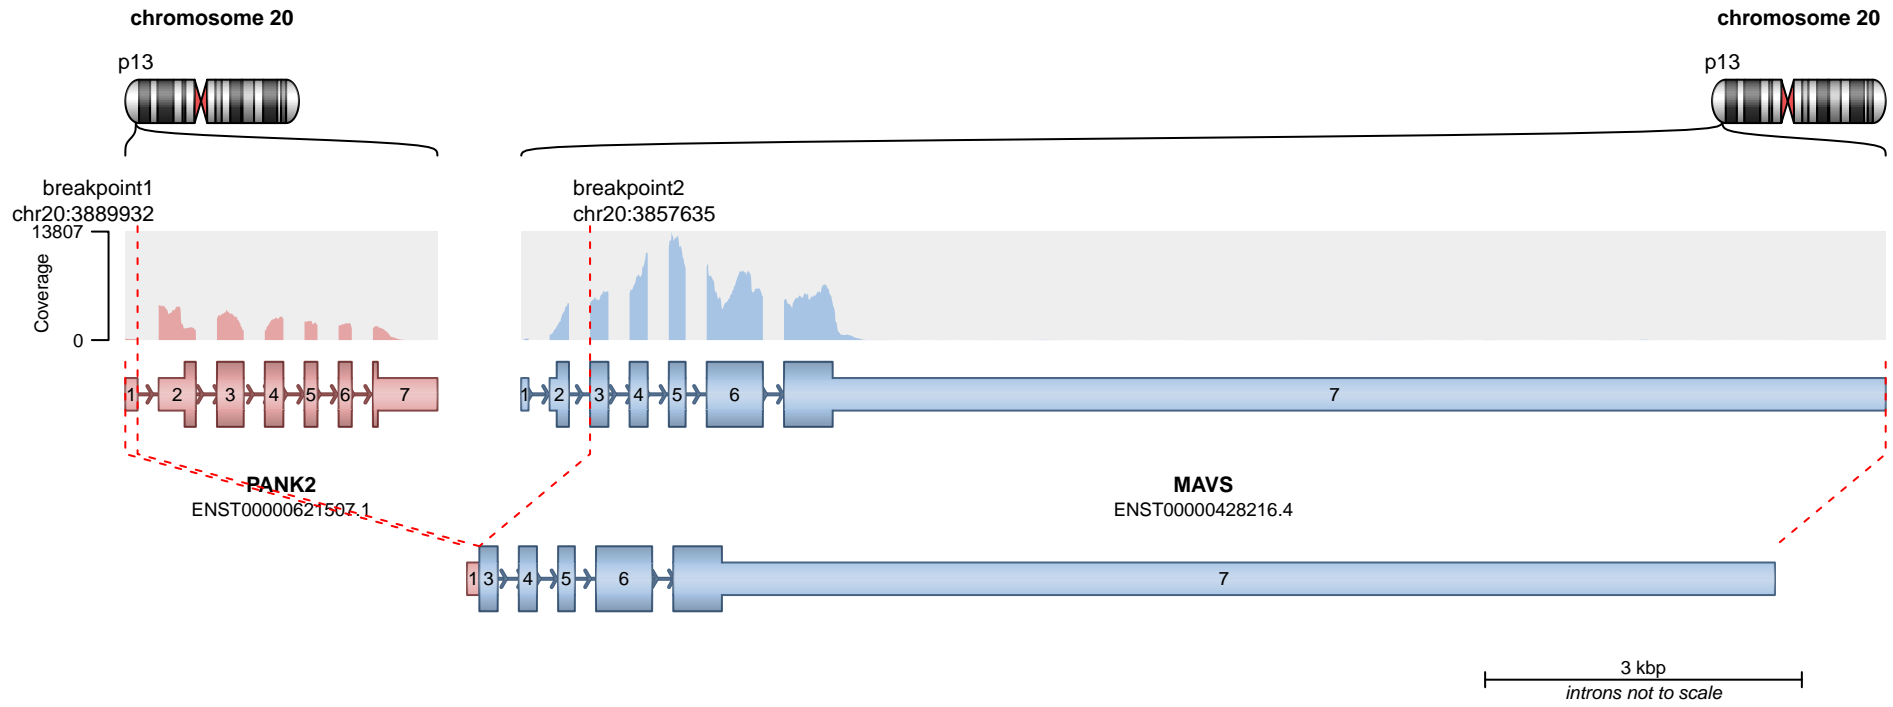 chromosome 20
chromosome 20
p13
p13
breakpoint1
chr20:3889932
breakpoint2
chr20:3857635
13807
Coverage
0
1 2 3 4 5 6 7
1 2 3 4 5 6 7
PANK2
ENST00000621507.1
MAVS
ENST00000428216.4
1 3 4 5 6 7
3 kbp
introns not to scale